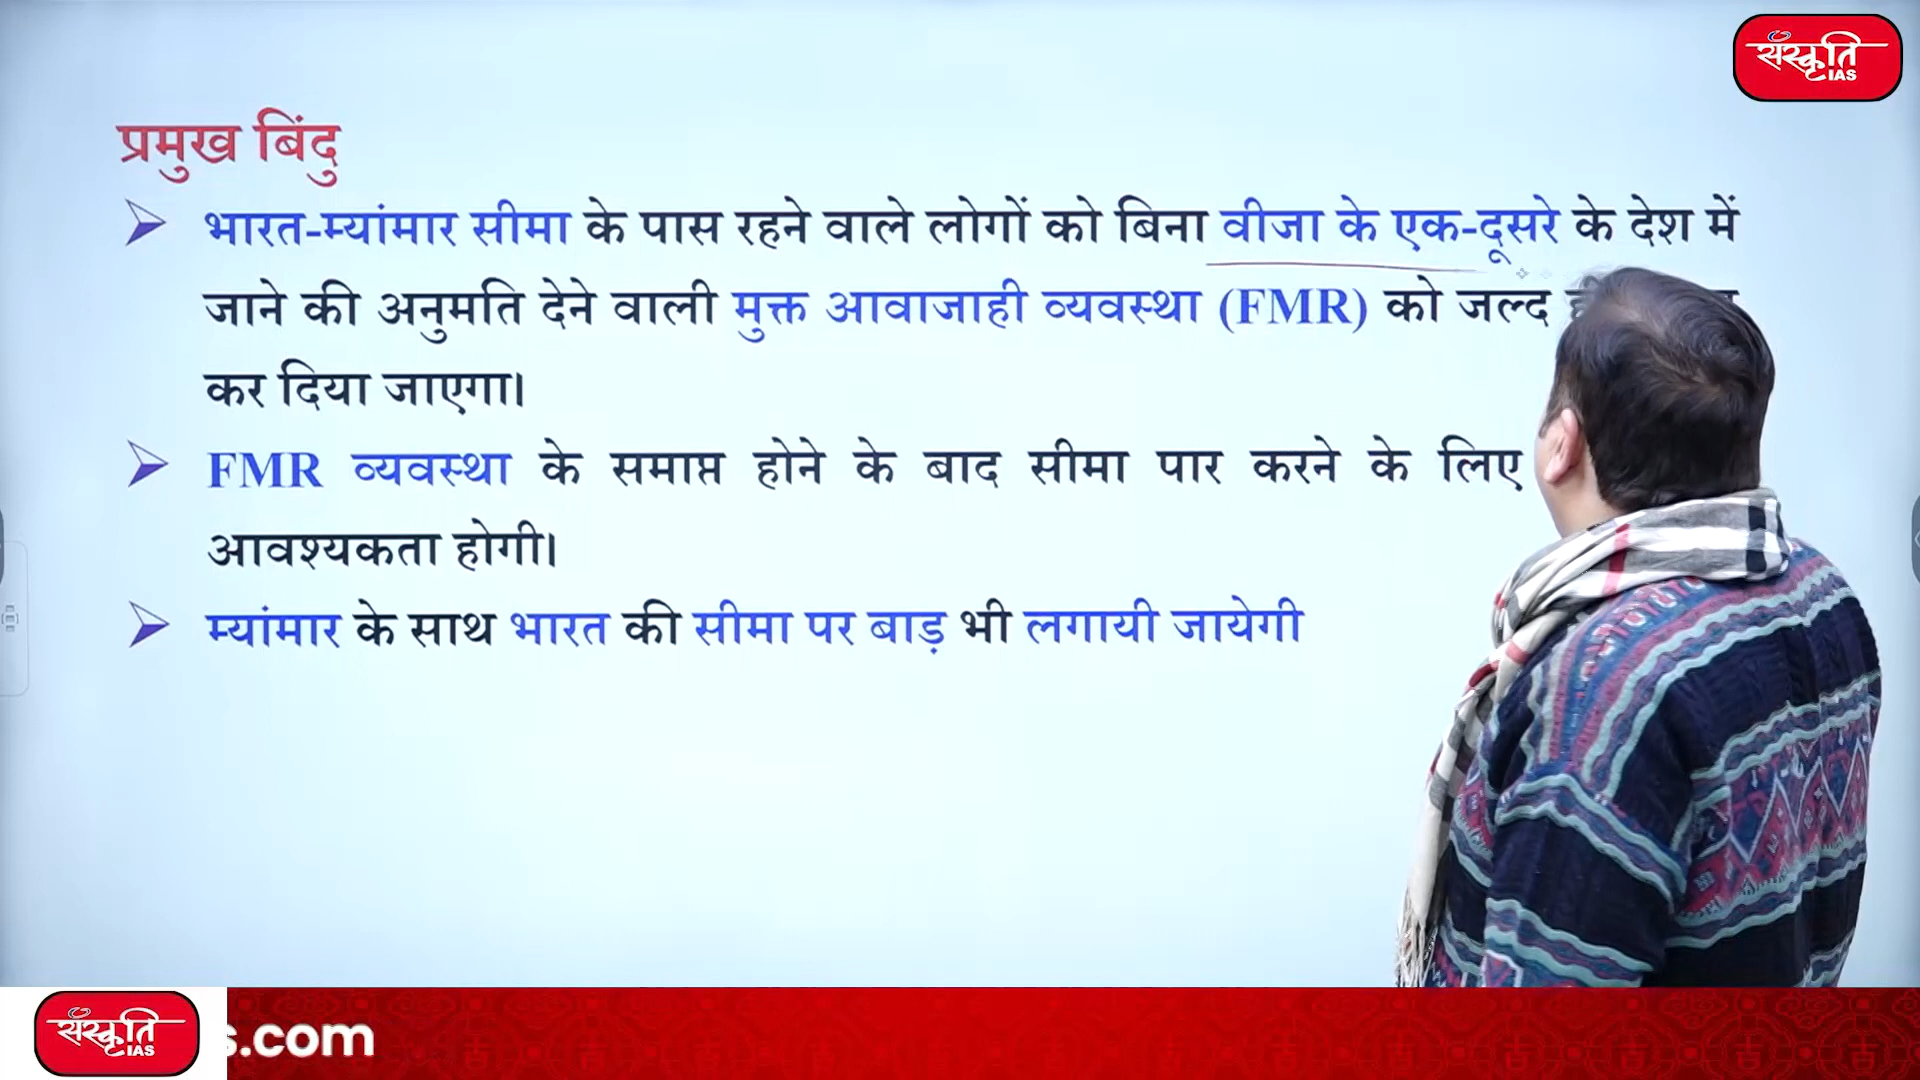 संस्कृति
IAS
प्रमुख बिंदु
भारत-म्यांमार सीमा के पास रहने वाले लोगों को बिना वीजा के एक-दूसरे के देश में
जाने की अनुमति देने वाली मुक्त आवाजाही व्यवस्था (FMR) को जल्द
कर दिया जाएगा।
FMR व्यवस्था के समाप्त होने के बाद सीमा पार करने के लिए
आवश्यकता होगी।
म्यांमार के साथ भारत की सीमा पर बाड़ भी लगायी जायेगी
संस्कृति
IAS
s.com